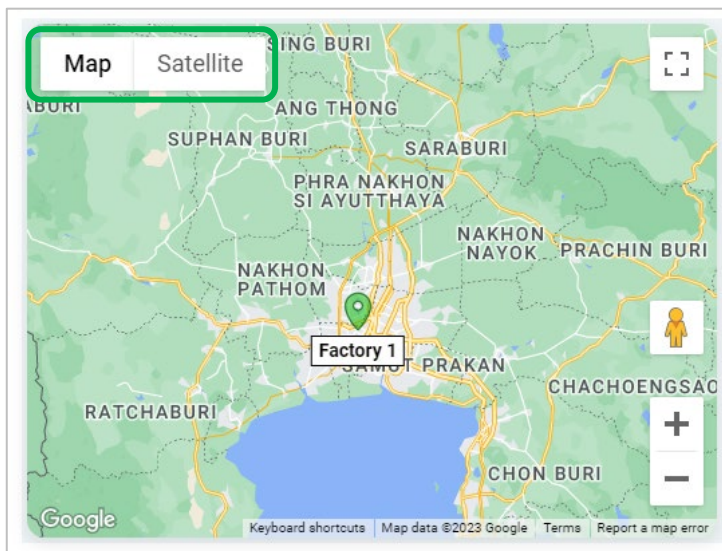 Map Satellite
SING BURI
ABURI
ANG THONG
SUPHAN BURI
SARABURI
PHRA NAKHON
SI AYUTTHAYA
NAKHON
NAYOK
PRACHIN BURI
NAKHON
PATHOM
Factory 1
SAMUT PRAKAN
CHACHOENGSAO
RATCHABURI
CHON BURI
Google
Keyboard shortcuts Map data ©2023 Google Terms Report a map error